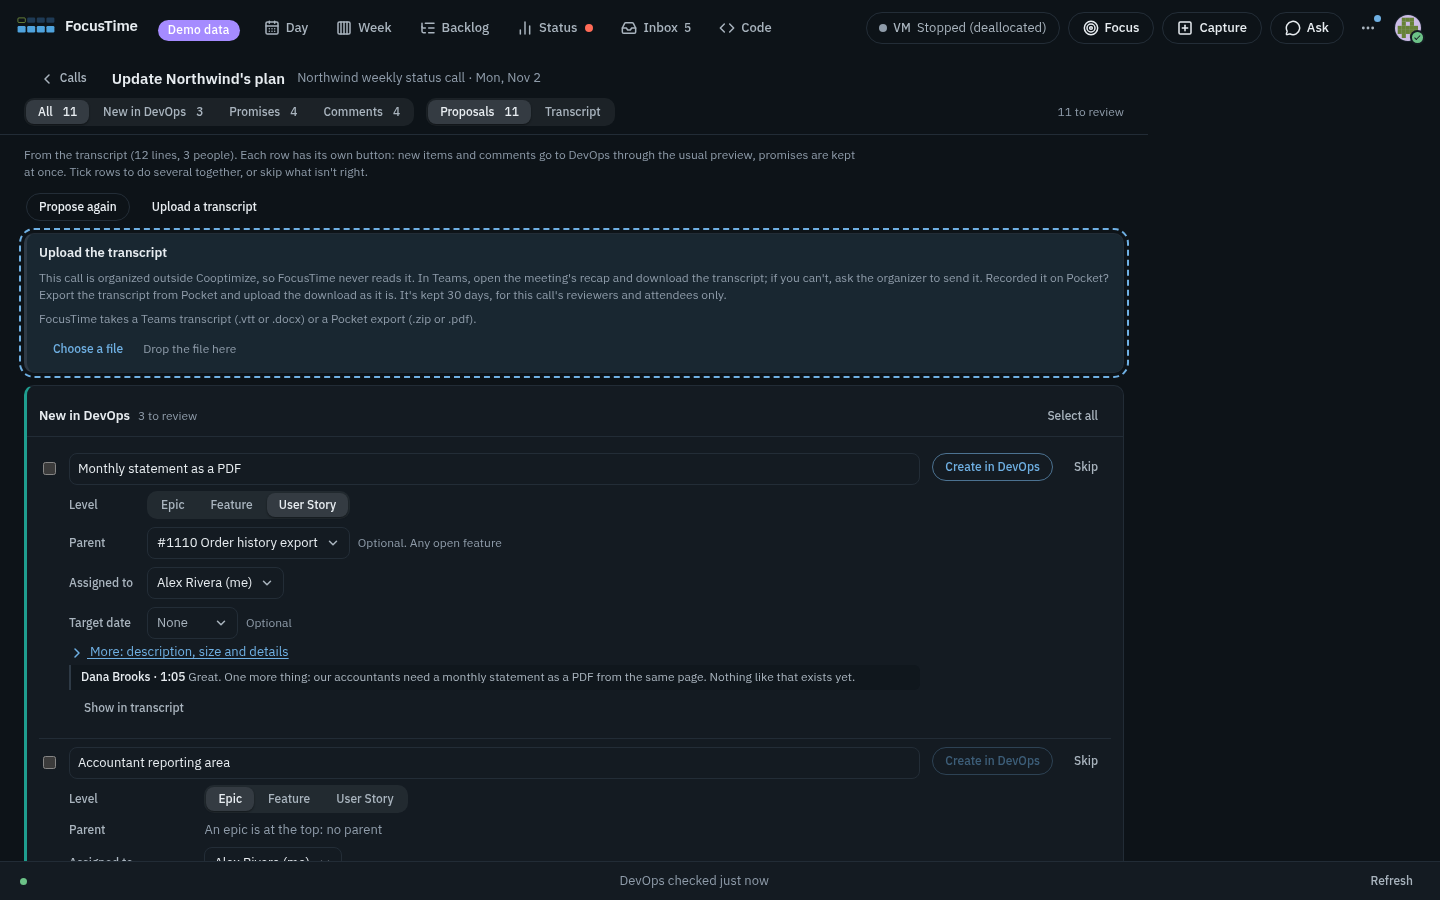 FocusTime
Demo data
Day
Week
Backlog
Status
Inbox 5
Code
VM Stopped (deallocated)
Focus
Capture
Ask
Calls
Update Northwind's plan
Northwind weekly status call · Mon, Nov 2
All 11
New in DevOps 3
Promises 4
Comments 4
Proposals 11
Transcript
11 to review
From the transcript (12 lines, 3 people). Each row has its own button: new items and comments go to DevOps through the usual preview, promises are kept
at once. Tick rows to do several together, or skip what isn't right.
Propose again
Upload a transcript
Upload the transcript
This call is organized outside Cooptimize, so FocusTime never reads it. In Teams, open the meeting's recap and download the transcript; if you can't, ask the organizer to send it. Recorded it on Pocket?
Export the transcript from Pocket and upload the download as it is. It's kept 30 days, for this call's reviewers and attendees only.
FocusTime takes a Teams transcript (.vtt or .docx) or a Pocket export (.zip or .pdf).
Choose a file
Drop the file here
New in DevOps 3 to review
Select all
Monthly statement as a PDF
Create in DevOps
Skip
Level
Epic
Feature
User Story
Parent
#1110 Order history export
Optional. Any open feature
Assigned to
Alex Rivera (me)
Target date
None
Optional
More: description, size and details
Dana Brooks · 1:05 Great. One more thing: our accountants need a monthly statement as a PDF from the same page. Nothing like that exists yet.
Show in transcript
Accountant reporting area
Create in DevOps
Skip
Level
Epic
Feature
User Story
Parent
An epic is at the top: no parent
Assigned to
Alex Rivera (me)
DevOps checked just now
Refresh